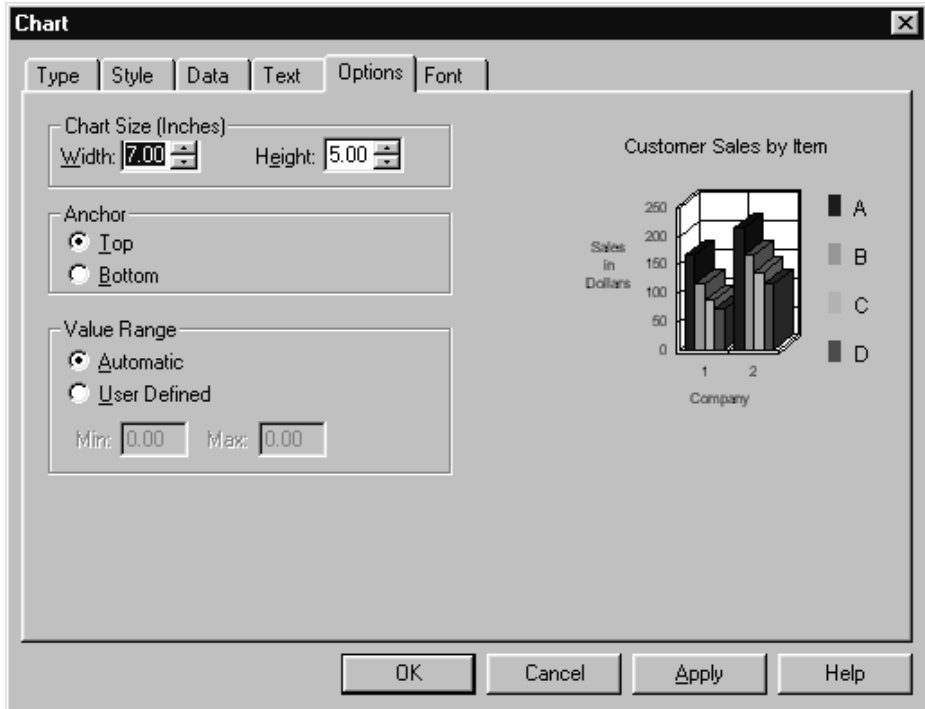 Chart
Type Style Data Text Options Font
Chart Size (Inches)
Width: 7.00 Height: 5.00
Anchor
Top
Bottom
Value Range
Automatic
User Defined
Min: 0.00 Max: 0.00
Customer Sales by Item
Sales
in
Dollars
250
200
150
100
50
0
1 2
Company
A
B
C
D
OK Cancel Apply Help